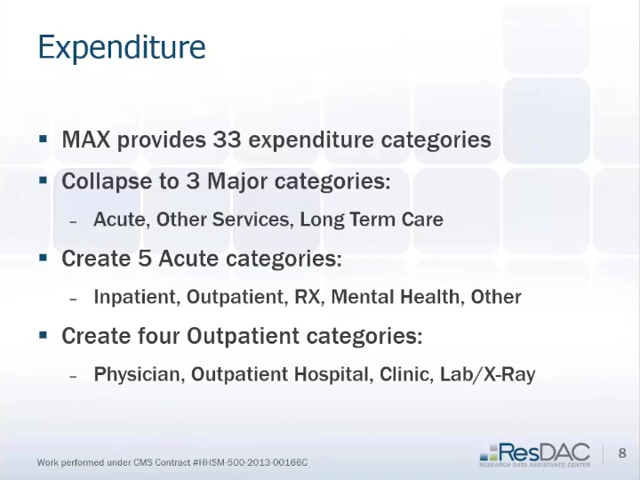 Expenditure
▪ MAX provides 33 expenditure categories
▪ Collapse to 3 Major categories:
– Acute, Other Services, Long Term Care
▪ Create 5 Acute categories:
– Inpatient, Outpatient, RX, Mental Health, Other
▪ Create four Outpatient categories:
– Physician, Outpatient Hospital, Clinic, Lab/X-Ray
Work performed under CMS Contract #HHSM-500-2013-00166C
ResDAC
RESEARCH DATA ASSISTANCE CENTER
8